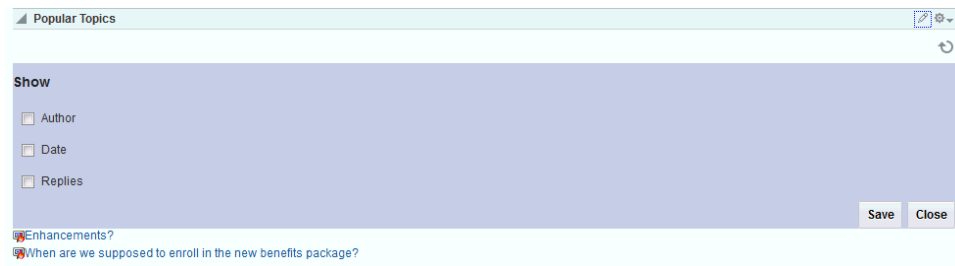 Popular Topics
Show
Author
Date
Replies
Save Close
Enhancements?
When are we supposed to enroll in the new benefits package?